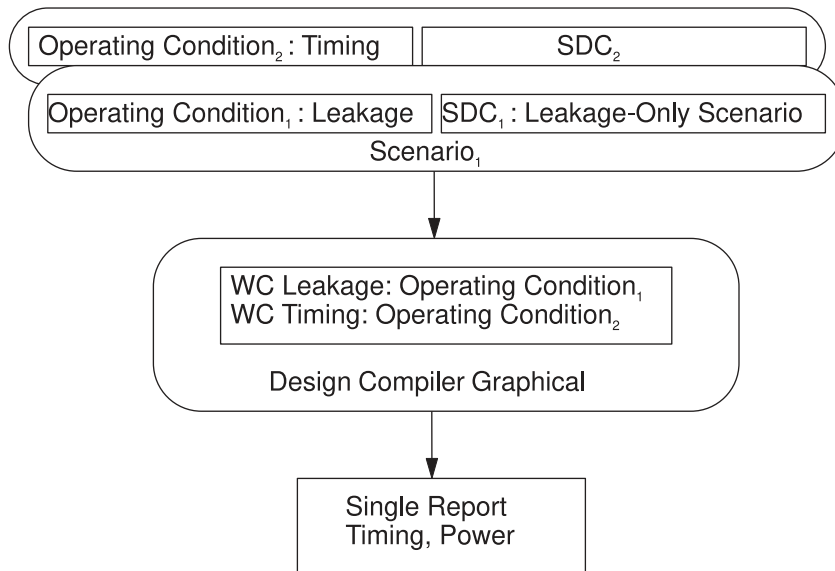 Operating Condition₂ : Timing
SDC₂
Operating Condition₁ : Leakage
SDC₁ : Leakage-Only Scenario
Scenario₁
WC Leakage: Operating Condition₁
WC Timing: Operating Condition₂
Design Compiler Graphical
Single Report
Timing, Power